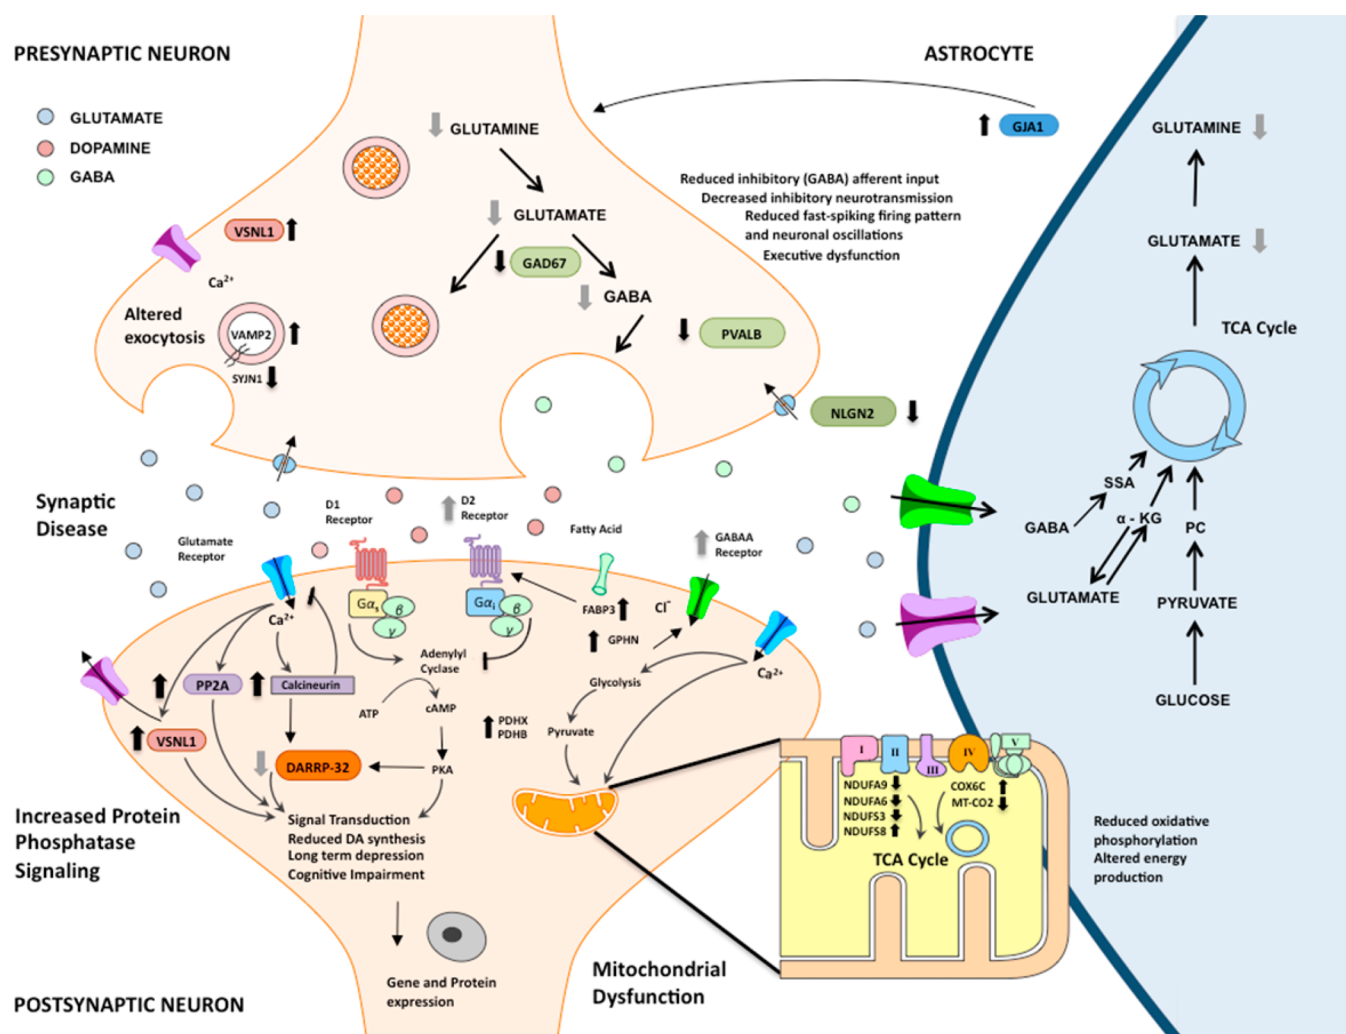 PRESYNAPTIC NEURON
ASTROCYTE
GLUTAMATE
DOPAMINE
GABA
GLUTAMINE
GLUTAMATE
GAD67
GABA
VSNL1
Ca²⁺
Altered
exocytosis
VAMP2
SYJN1
PVALB
NLGN2
GJA1
Reduced inhibitory (GABA) afferent input
Decreased inhibitory neurotransmission
Reduced fast-spiking firing pattern
and neuronal oscillations
Executive dysfunction
GLUTAMINE
GLUTAMATE
TCA Cycle
SSA
GABA
α - KG
PC
GLUTAMATE
PYRUVATE
GLUCOSE
Synaptic
Disease
Glutamate
Receptor
D1
Receptor
D2
Receptor
Fatty Acid
GABAA
Receptor
Gαs
β
γ
Gαi
β
γ
FABP3
GPHN
Cl⁻
Ca²⁺
Adenylyl
Cyclase
Ca²⁺
PP2A
Calcineurin
ATP
cAMP
Glycolysis
PDHX
PDHB
Pyruvate
VSNL1
DARRP-32
PKA
Increased Protein
Phosphatase
Signaling
Signal Transduction
Reduced DA synthesis
Long term depression
Cognitive Impairment
Gene and Protein
expression
I
II
III
IV
V
NDUFA9
NDUFA6
NDUFS3
NDUFS8
COX6C
MT-CO2
TCA Cycle
Reduced oxidative
phosphorylation
Altered energy
production
Mitochondrial
Dysfunction
POSTSYNAPTIC NEURON